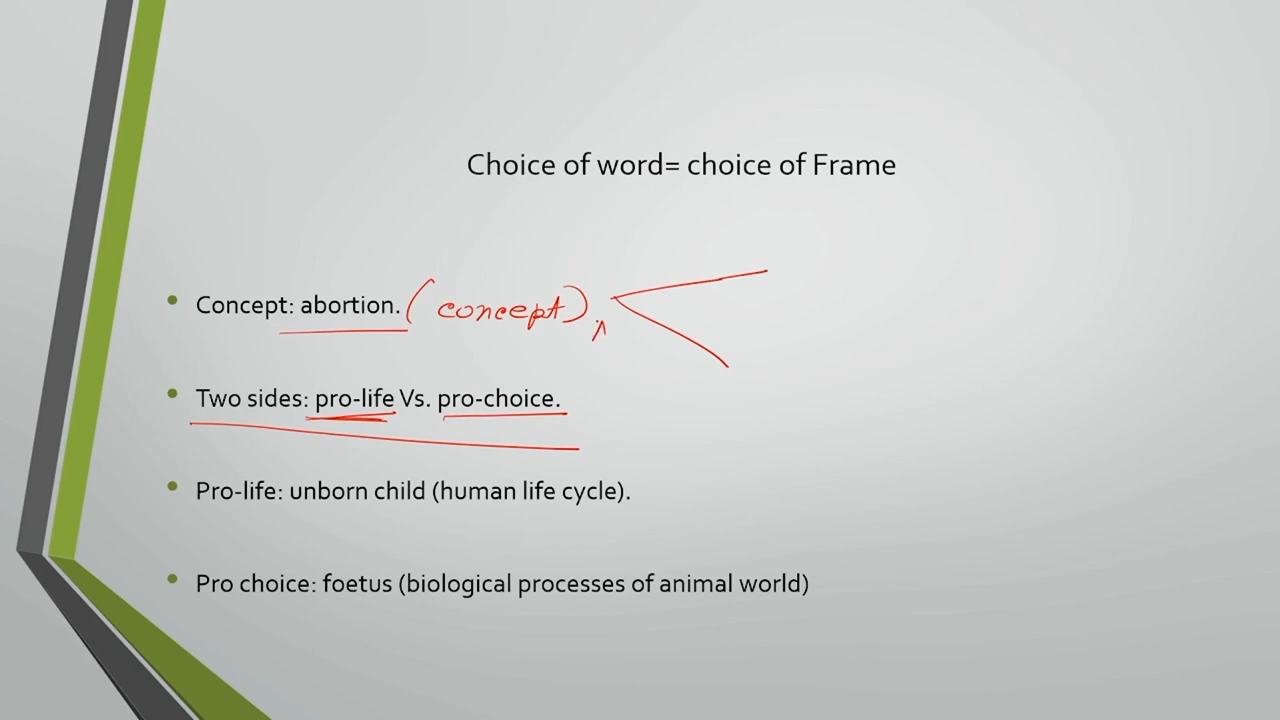 Choice of word= choice of Frame
Concept: abortion. (concept)
Two sides: pro-life Vs. pro-choice.
Pro-life: unborn child (human life cycle).
Pro choice: foetus (biological processes of animal world)